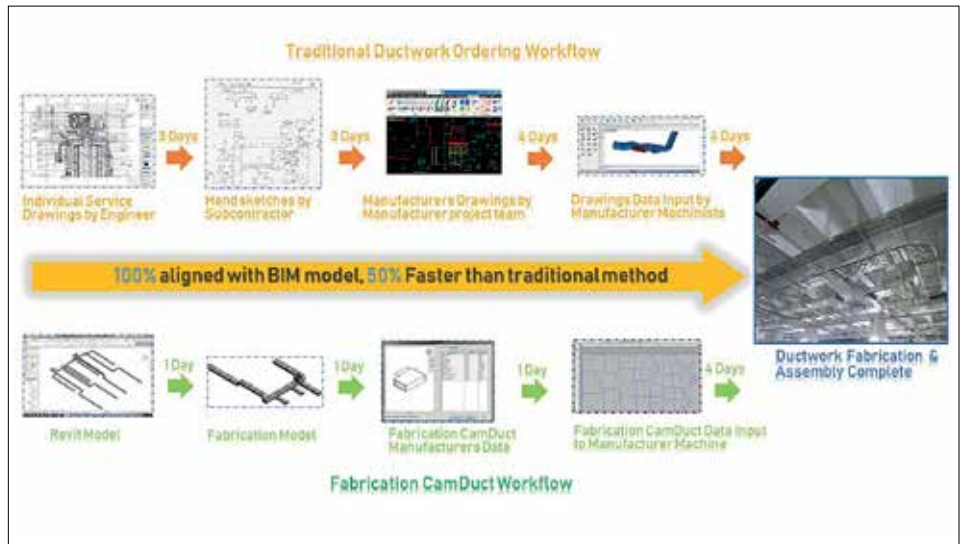 Traditional Ductwork Ordering Workflow
3 Days
3 Days
4 Days
4 Days
Individual Service
Drawings by Engineer
Hand sketches by
Subcontractor
Manufacturers Drawings by
Manufacturer project team
Drawings Data Input by
Manufacturer Machinists
100% aligned with BIM model, 50% Faster than traditional method
1 Day
1 Day
1 Day
4 Days
Revit Model
Fabrication Model
Fabrication CamDuct
Manufacturers Data
Fabrication CamDuct Data Input
to Manufacturer Machine
Ductwork Fabrication &
Assembly Complete
Fabrication CamDuct Workflow